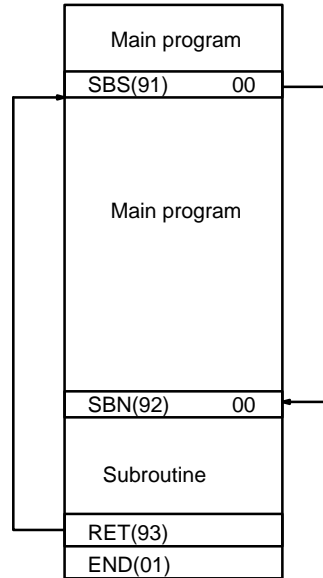 Main program
SBS(91) 00
Main program
SBN(92) 00
Subroutine
RET(93)
END(01)